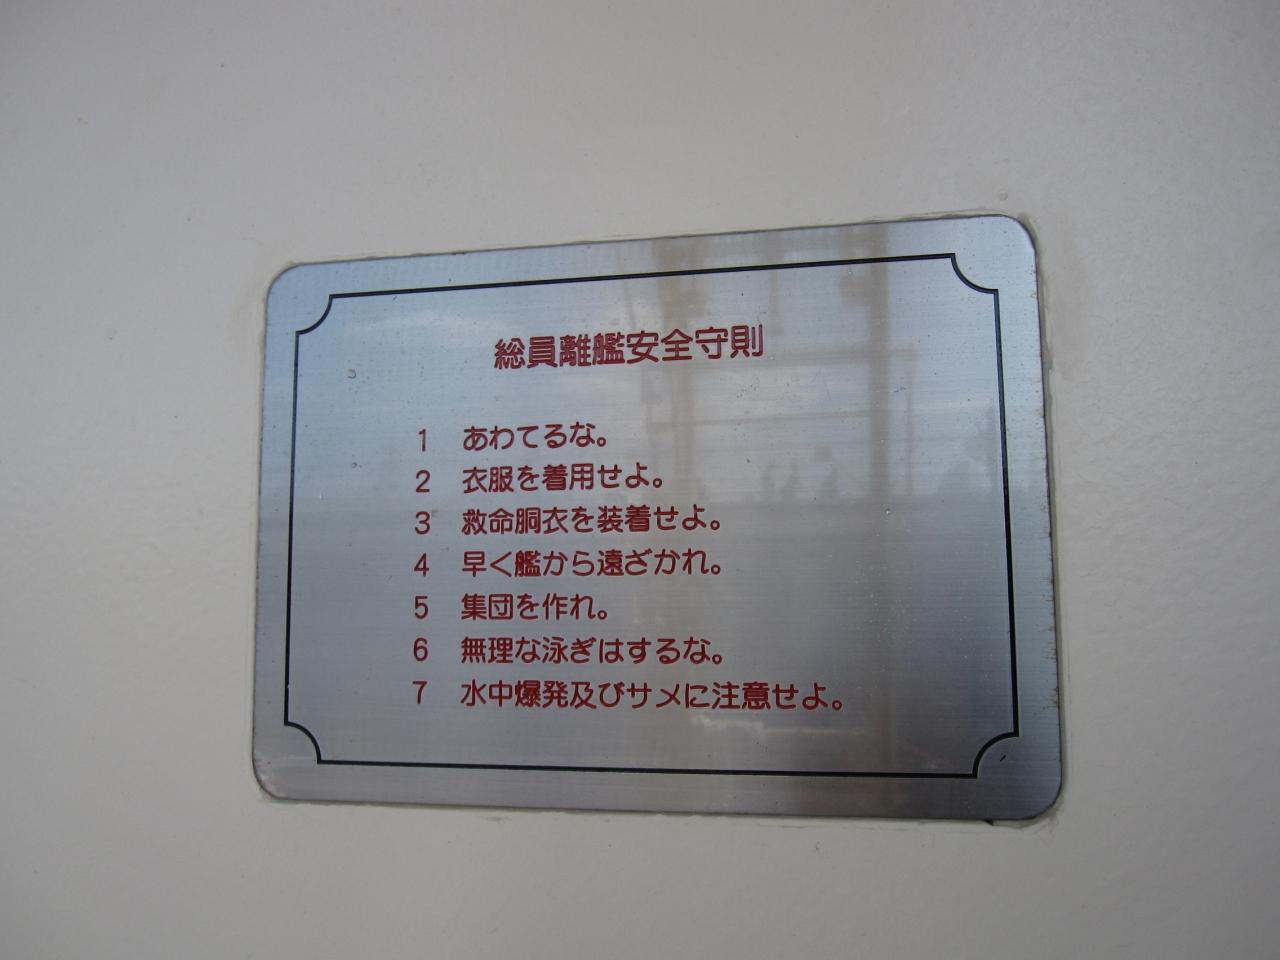 総員離艦安全守則
1 あわてるな。
2 衣服を着用せよ。
3 救命胴衣を装着せよ。
4 早く艦から遠ざかれ。
5 集団を作れ。
6 無理な泳ぎはするな。
7 水中爆発及びサメに注意せよ。